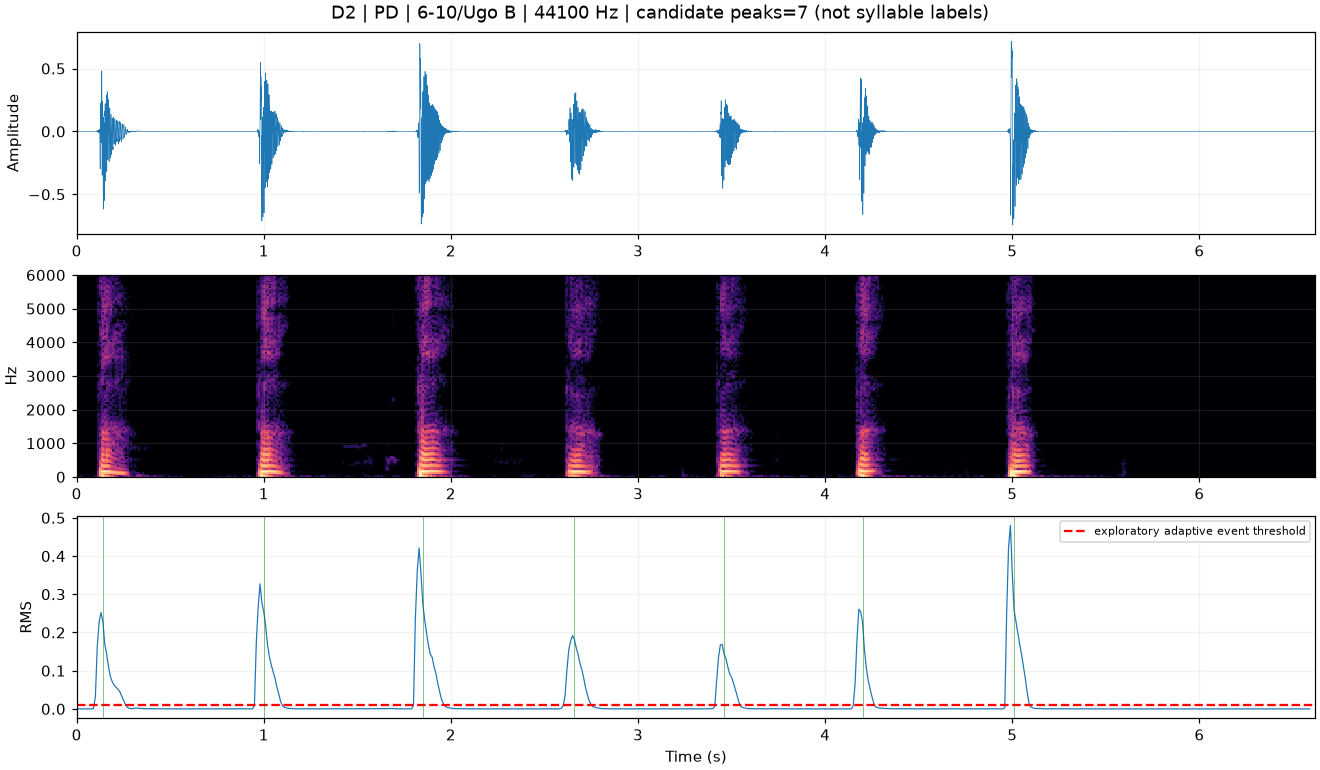 D2 | PD | 6-10/Ugo B | 44100 Hz | candidate peaks=7 (not syllable labels)
Amplitude
0.5
0.0
−0.5
0 1 2 3 4 5 6
Hz
6000
5000
4000
3000
2000
1000
0
0 1 2 3 4 5 6
RMS
0.5
0.4
0.3
0.2
0.1
0.0
exploratory adaptive event threshold
0 1 2 3 4 5 6
Time (s)